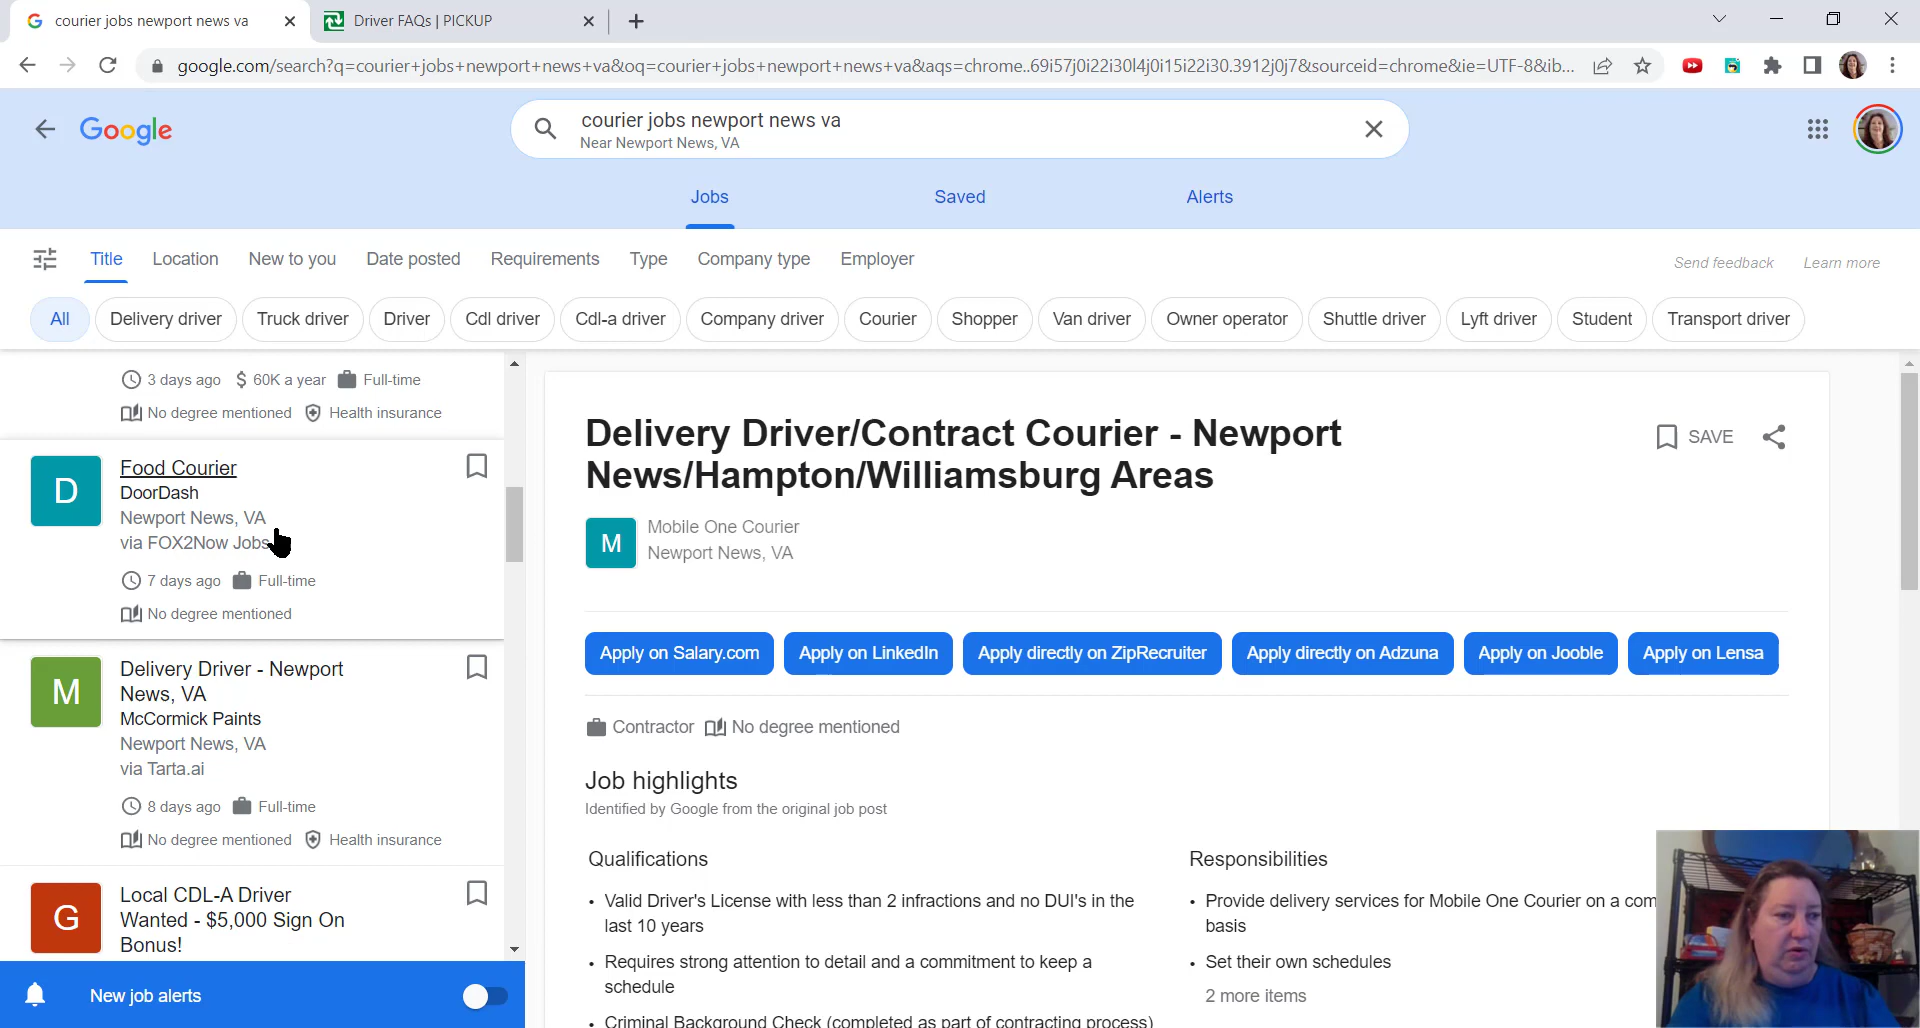 courier jobs newport news va
Driver FAQs | PICKUP
google.com/search?q=courier+jobs+newport+news+va&oq=courier+jobs+newport+news+va&aqs=chrome..69i57j0i22i30l4j0i15i22i30.3912j0j7&sourceid=chrome&ie=UTF-8&ib...
Google
courier jobs newport news va
Near Newport News, VA
Jobs
Saved
Alerts
Title
Location
New to you
Date posted
Requirements
Type
Company type
Employer
Send feedback
Learn more
All
Delivery driver
Truck driver
Driver
Cdl driver
Cdl-a driver
Company driver
Courier
Shopper
Van driver
Owner operator
Shuttle driver
Lyft driver
Student
Transport driver
3 days ago $ 60K a year Full-time
No degree mentioned Health insurance
D
Food Courier
DoorDash
Newport News, VA
via FOX2Now Jobs
7 days ago Full-time
No degree mentioned
M
Delivery Driver - Newport
News, VA
McCormick Paints
Newport News, VA
via Tarta.ai
8 days ago Full-time
No degree mentioned Health insurance
G
Local CDL-A Driver
Wanted - $5,000 Sign On
Bonus!
New job alerts
Delivery Driver/Contract Courier - Newport
News/Hampton/Williamsburg Areas
SAVE
M
Mobile One Courier
Newport News, VA
Apply on Salary.com
Apply on LinkedIn
Apply directly on ZipRecruiter
Apply directly on Adzuna
Apply on Jooble
Apply on Lensa
Contractor No degree mentioned
Job highlights
Identified by Google from the original job post
Qualifications
• Valid Driver's License with less than 2 infractions and no DUI's in the
last 10 years
• Requires strong attention to detail and a commitment to keep a
schedule
• Criminal Background Check (completed as part of contracting process)
Responsibilities
• Provide delivery services for Mobile One Courier on a com
basis
• Set their own schedules
2 more items